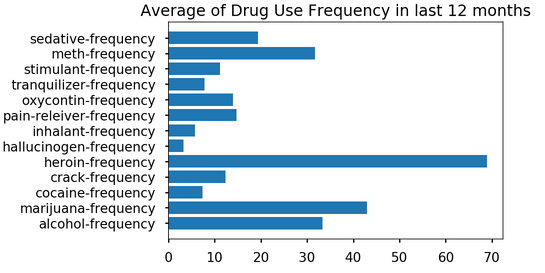 Average of Drug Use Frequency in last 12 months
sedative-frequency
meth-frequency
stimulant-frequency
tranquilizer-frequency
oxycontin-frequency
pain-releiver-frequency
inhalant-frequency
hallucinogen-frequency
heroin-frequency
crack-frequency
cocaine-frequency
marijuana-frequency
alcohol-frequency
0 10 20 30 40 50 60 70